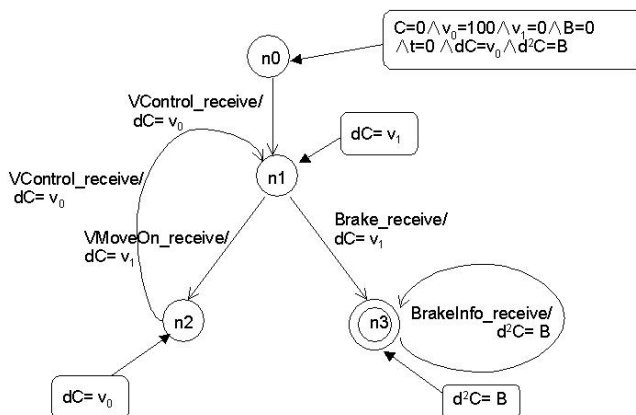 C=0∧v₀=100∧v₁=0∧B=0
∧t=0 ∧dC=v₀∧d²C=B
n0
VControl_receive/
dC= v₀
dC= v₁
n1
VControl_receive/
dC= v₀
VMoveOn_receive/
dC= v₁
Brake_receive/
dC= v₁
n2
n3
BrakeInfo_receive/
d²C= B
dC= v₀
d²C= B